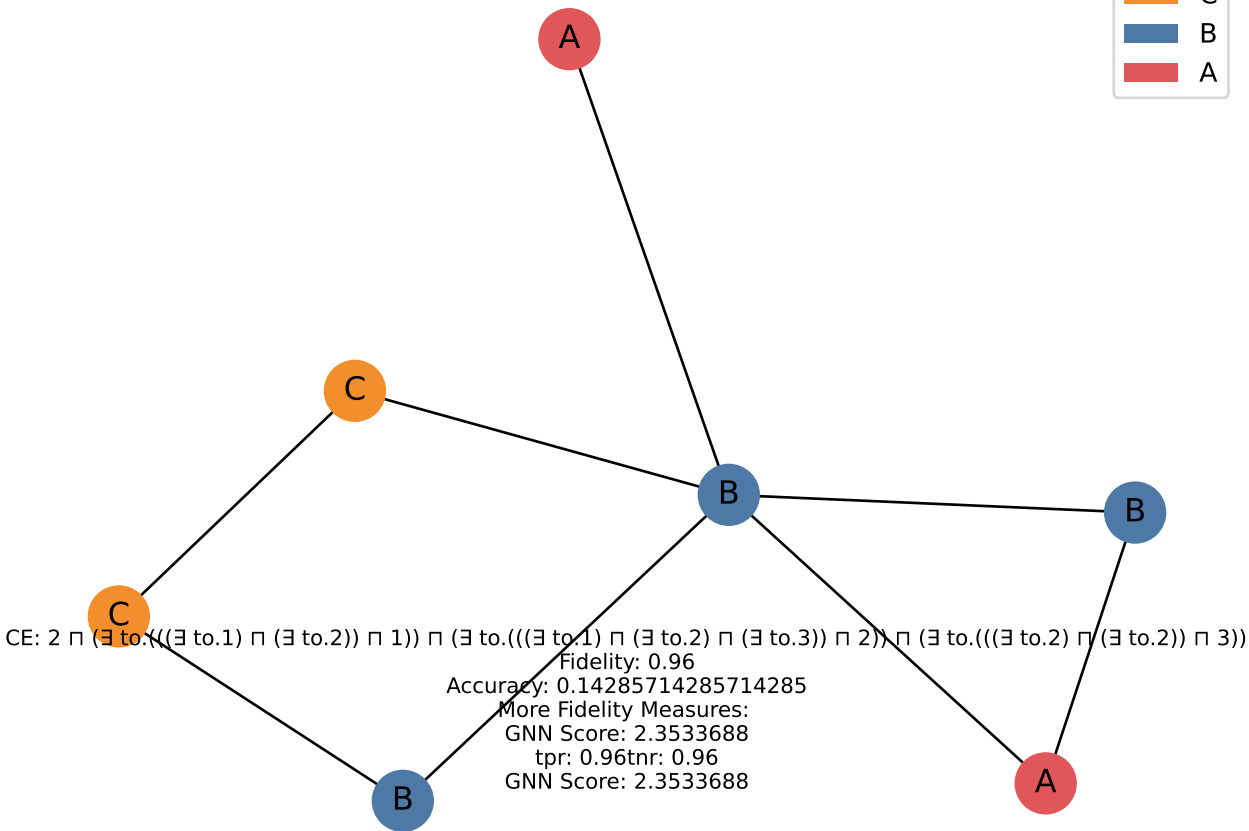 C
B
A
A
C
B
B
C
CE: 2 ⊓ (∃ to.(((∃ to.1) ⊓ (∃ to.2)) ⊓ 1)) ⊓ (∃ to.(((∃ to.1) ⊓ (∃ to.2) ⊓ (∃ to.3)) ⊓ 2)) ⊓ (∃ to.(((∃ to.2) ⊓ (∃ to.2)) ⊓ 3))
Fidelity: 0.96
Accuracy: 0.14285714285714285
More Fidelity Measures:
GNN Score: 2.3533688
tpr: 0.96tnr: 0.96
GNN Score: 2.3533688
A
B